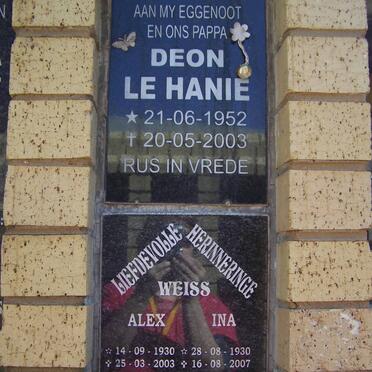 AAN MY EGGENOOT
EN ONS PAPPA
DEON
LE HANIE
★ 21-06-1952
✝ 20-05-2003
RUS IN VREDE
LIEFDEVOLLE HERINNERINGE
WEISS
ALEX INA
☆ 14-09-1930 ☆ 28-08-1930
✝ 25-03-2003 ✝ 16-08-2007